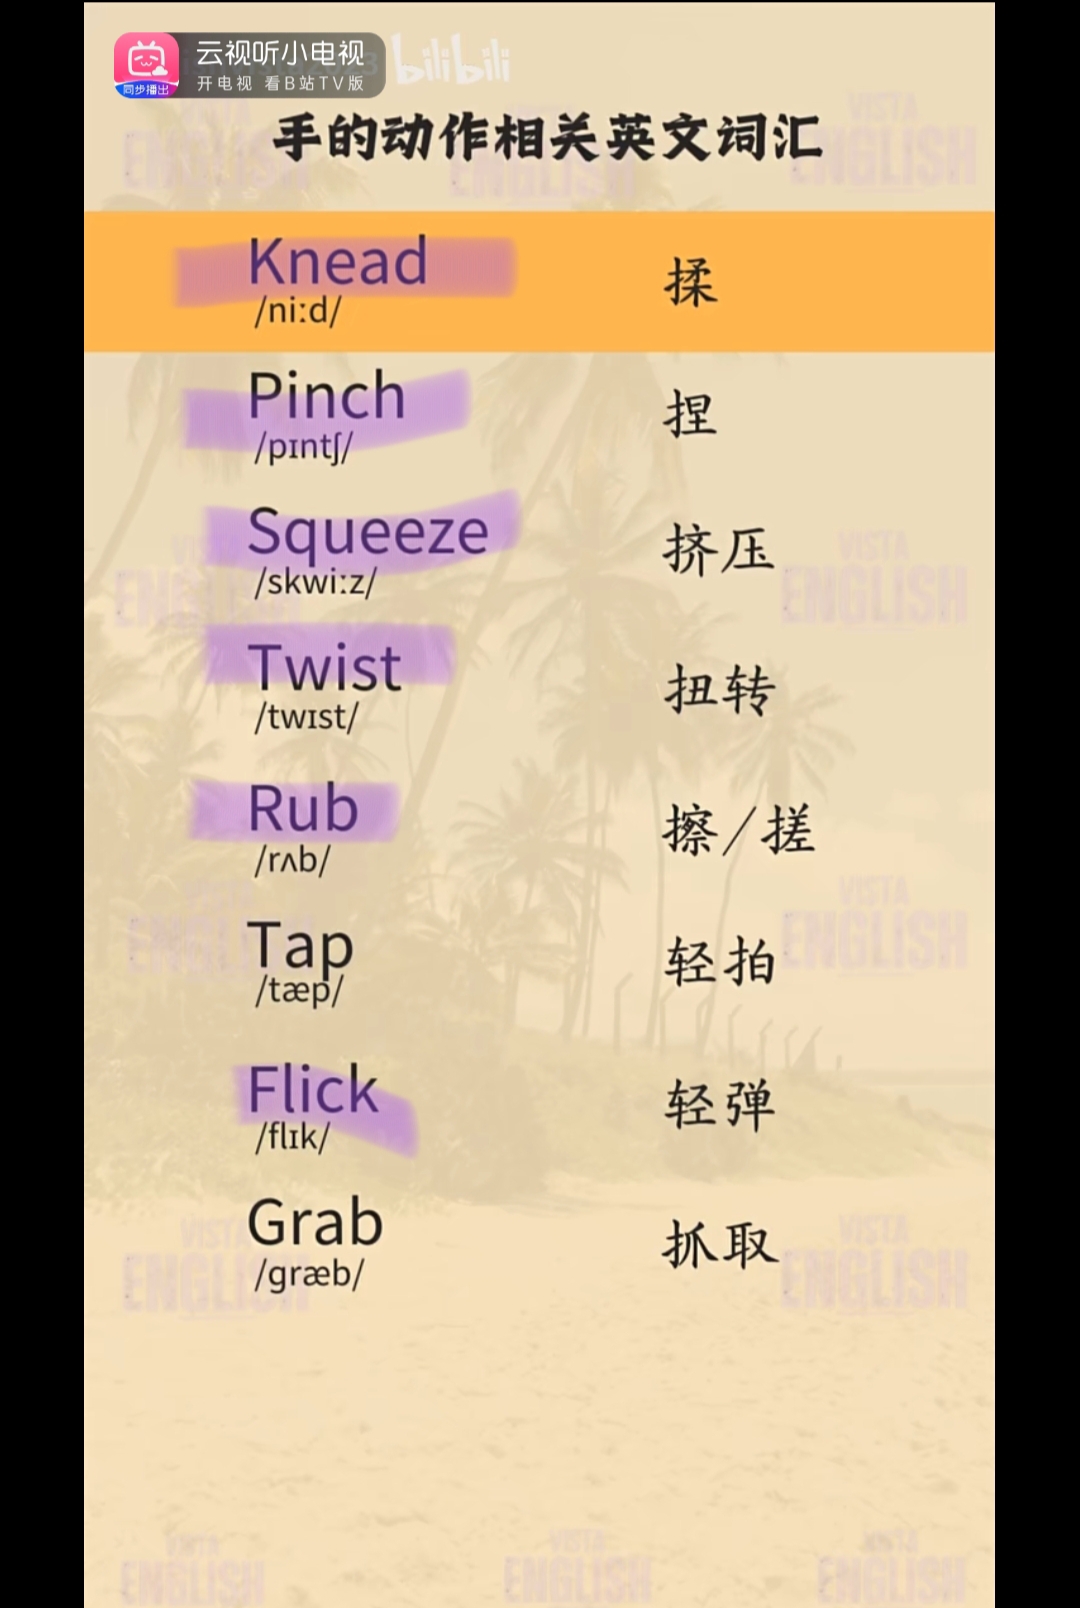 云视听小电视
开电视 看B站TV版
同步播出
bilibili
手的动作相关英文词汇
Knead 揉
/niːd/
Pinch 捏
/pɪntʃ/
Squeeze 挤压
/skwiːz/
Twist 扭转
/twɪst/
Rub 擦/搓
/rʌb/
Tap 轻拍
/tæp/
Flick 轻弹
/flɪk/
Grab 抓取
/græb/
VISTA
ENGLISH